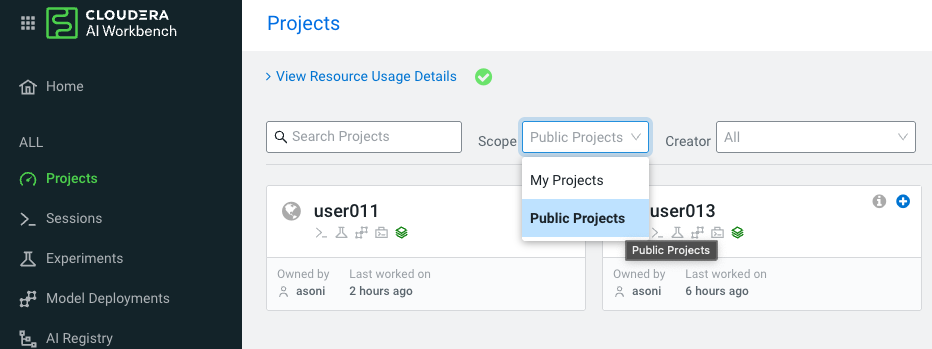 CLOUDERA
AI Workbench
Projects
Home
View Resource Usage Details
Search Projects
Scope
Public Projects
Creator
All
ALL
Projects
Sessions
Experiments
Model Deployments
AI Registry
My Projects
Public Projects
user011
user013
Public Projects
Owned by
Last worked on
asoni
2 hours ago
Owned by
Last worked on
asoni
6 hours ago